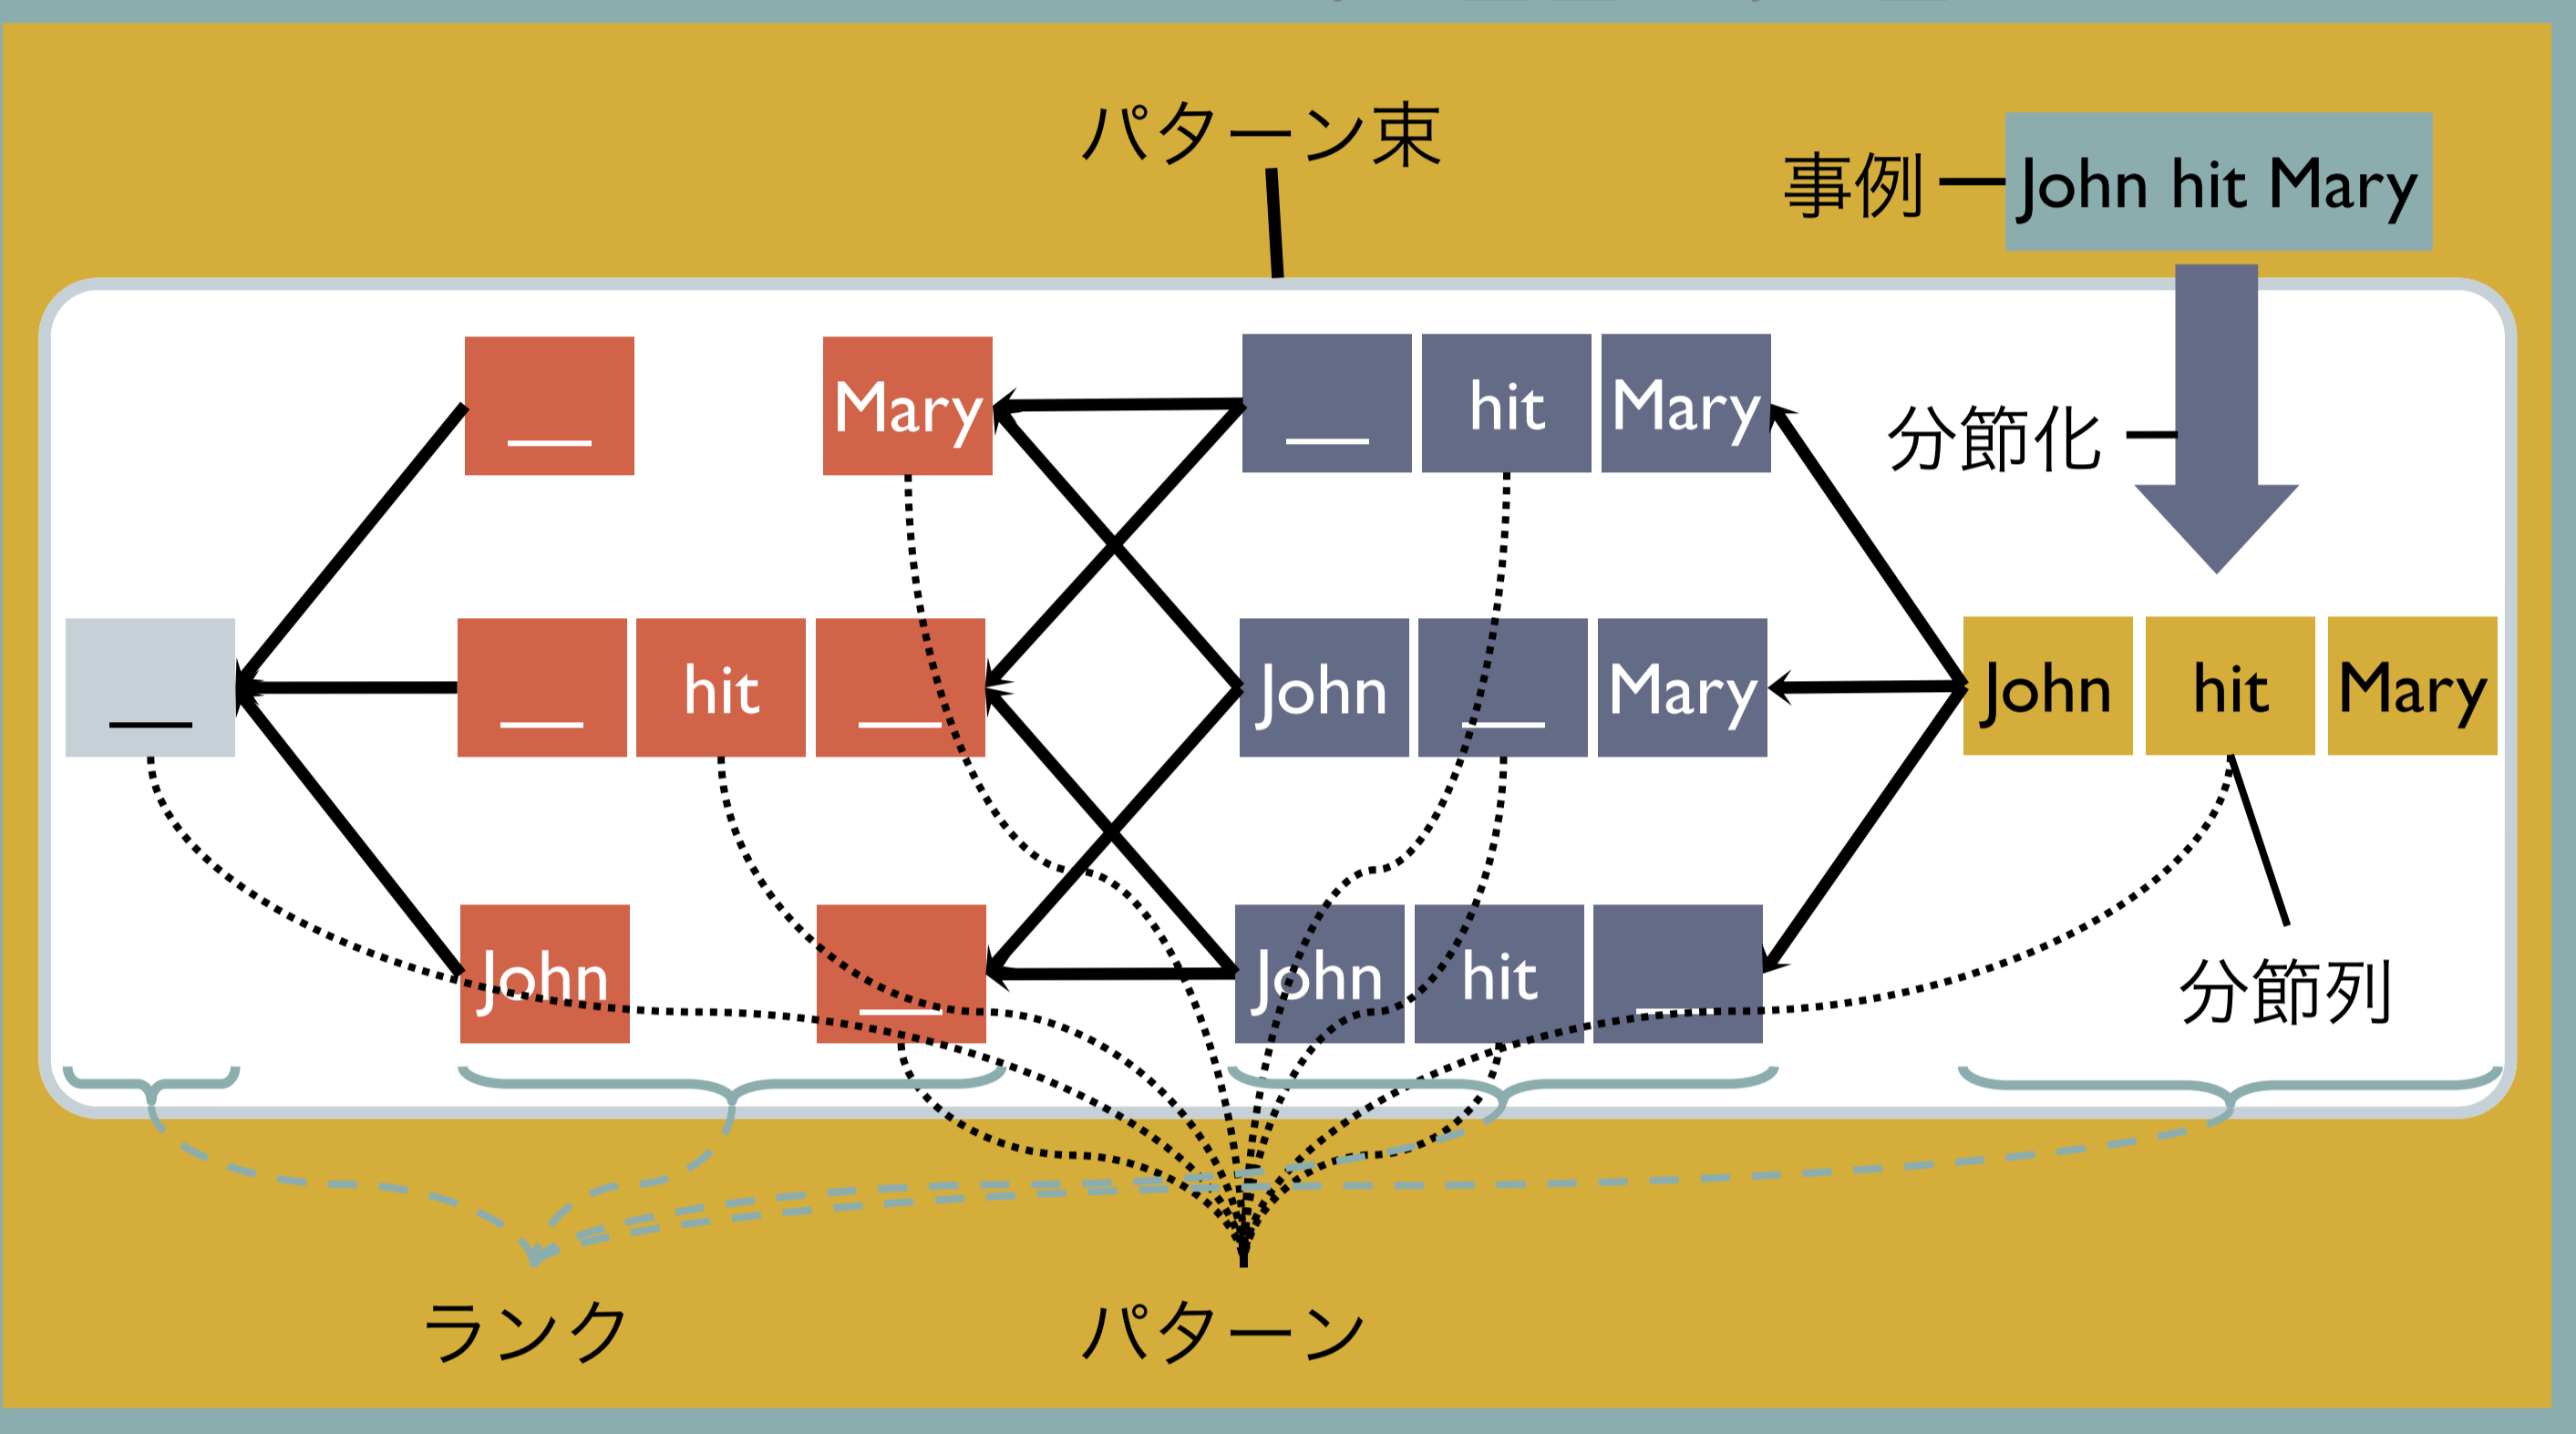 パターン束
事例
John hit Mary
__ Mary
__ hit Mary
分節化
__
__ hit __
John __ Mary
John hit Mary
John __
John hit __
分節列
ランク
パターン